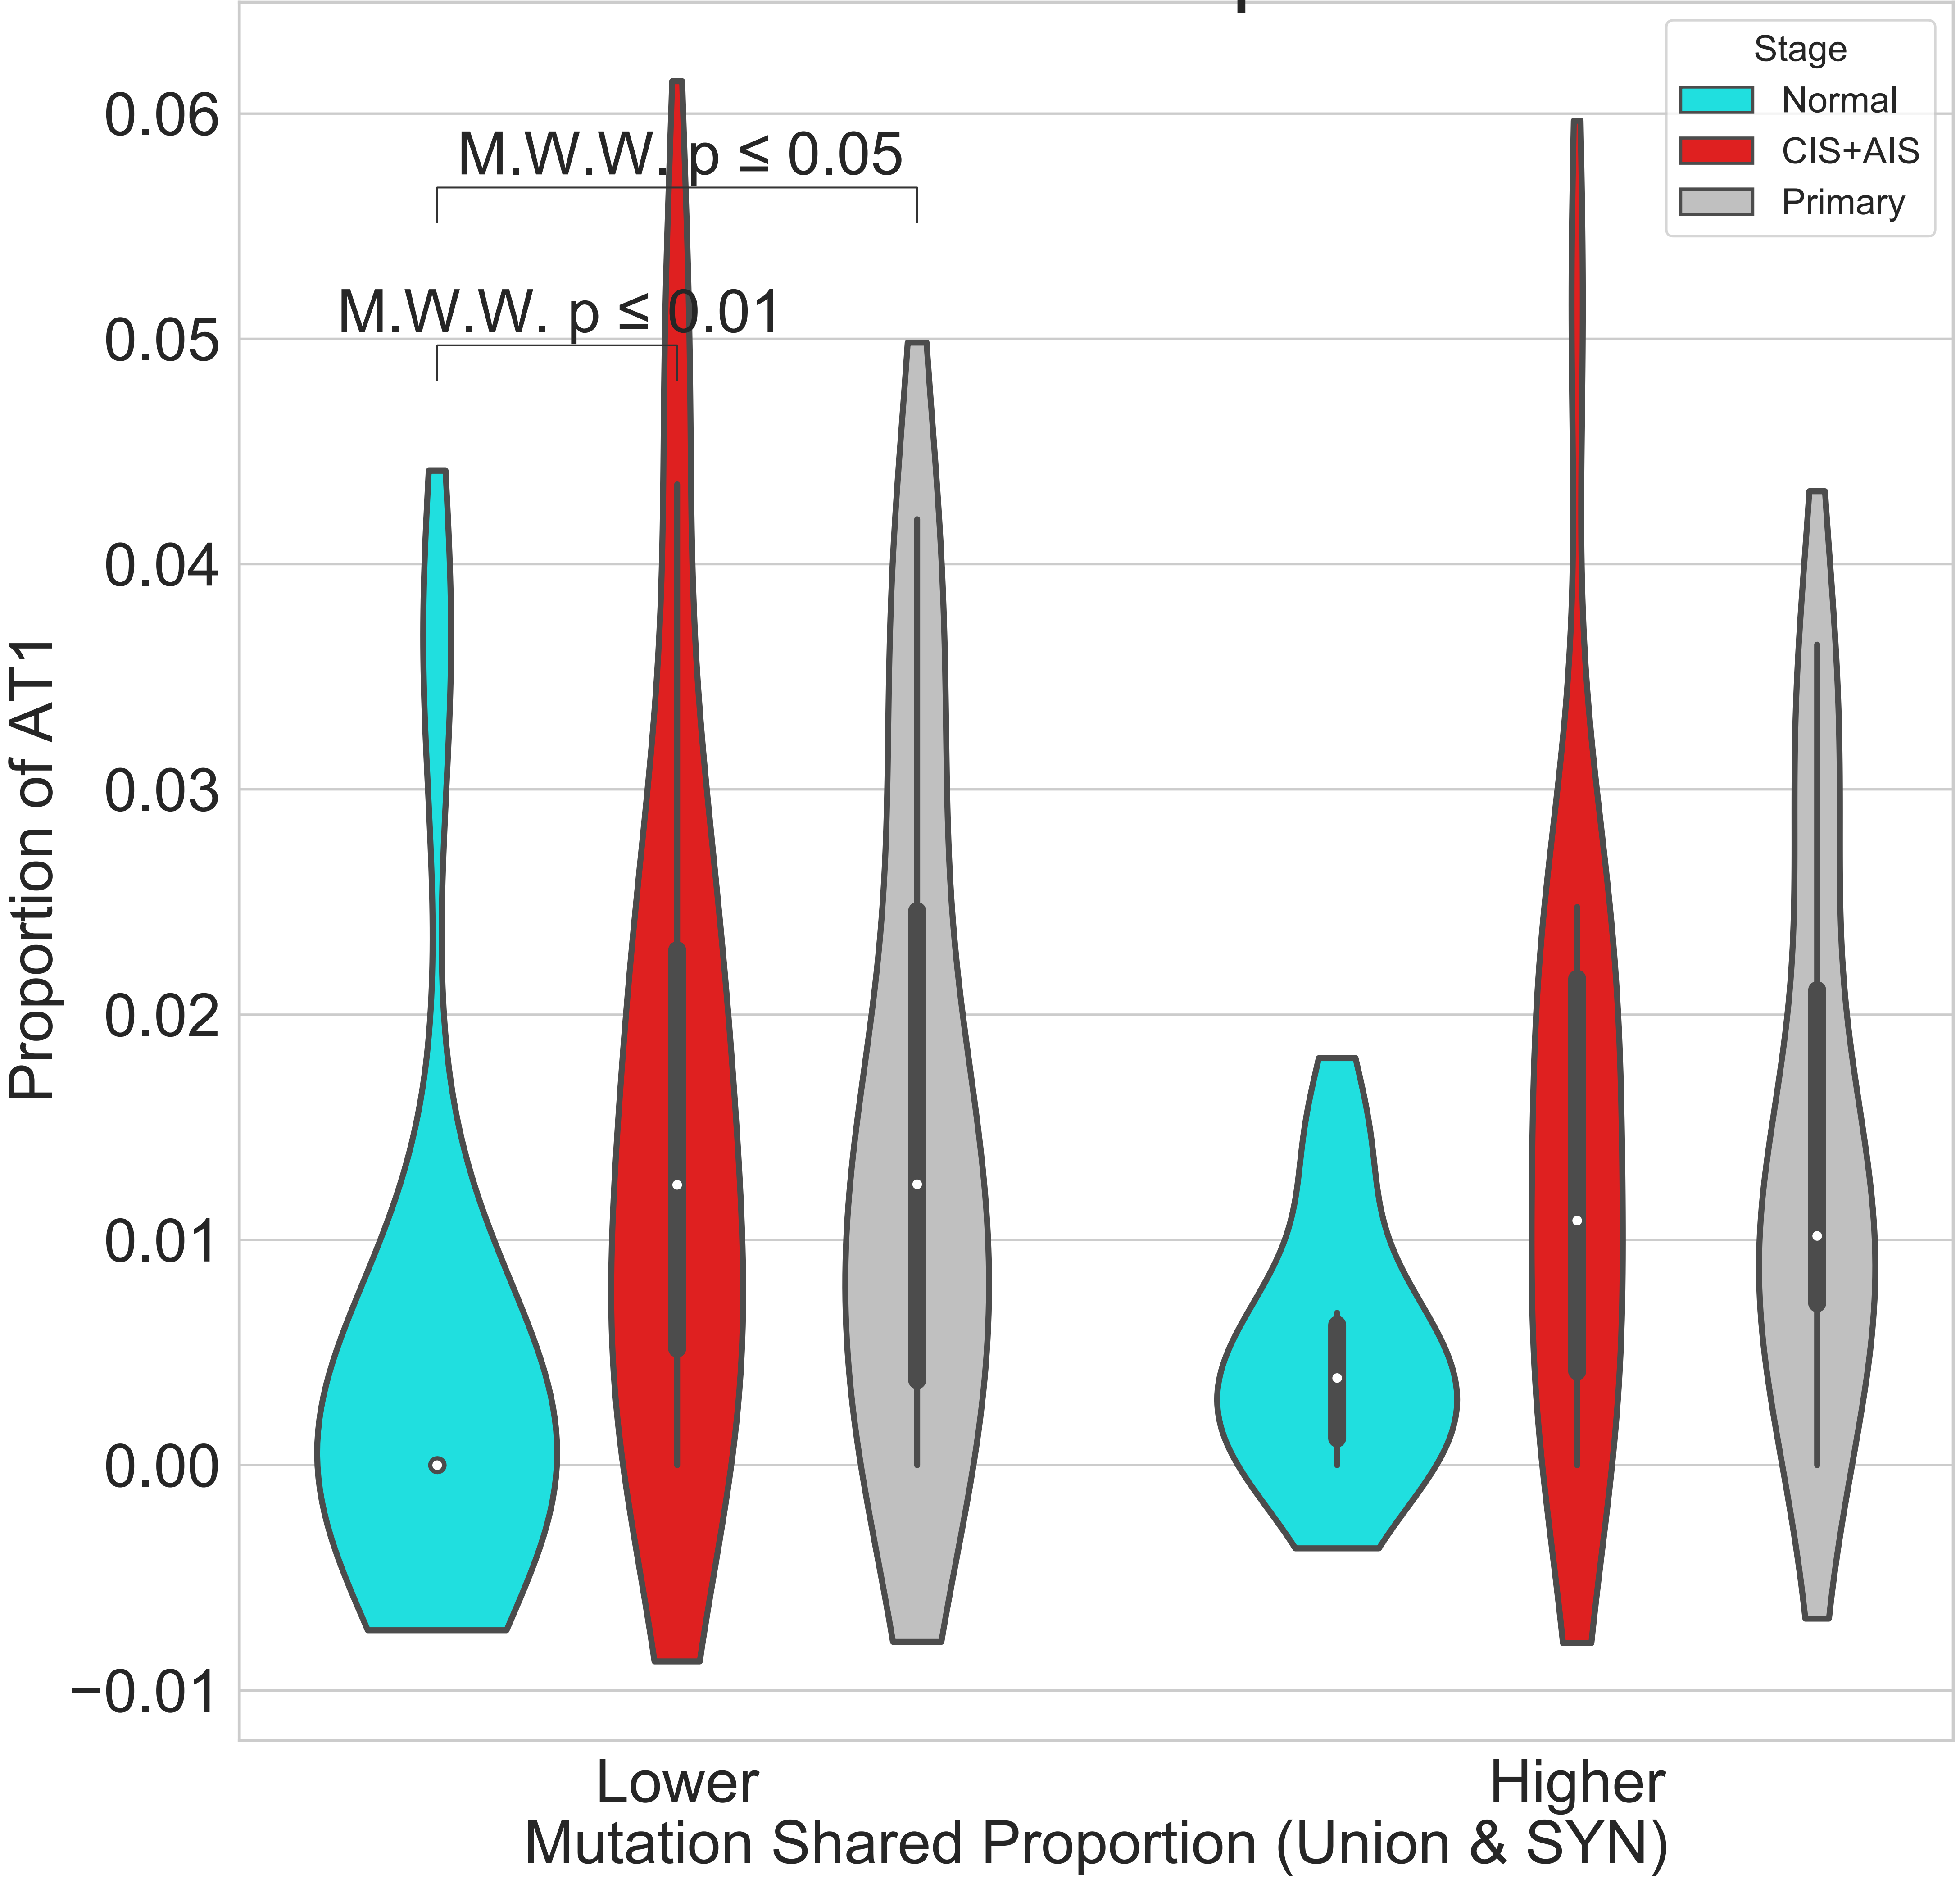 Stage
Normal
CIS+AIS
Primary
M.W.W. p ≤ 0.05
M.W.W. p ≤ 0.01
0.06
0.05
0.04
0.03
0.02
0.01
0.00
−0.01
Proportion of AT1
Lower
Higher
Mutation Shared Proportion (Union & SYN)